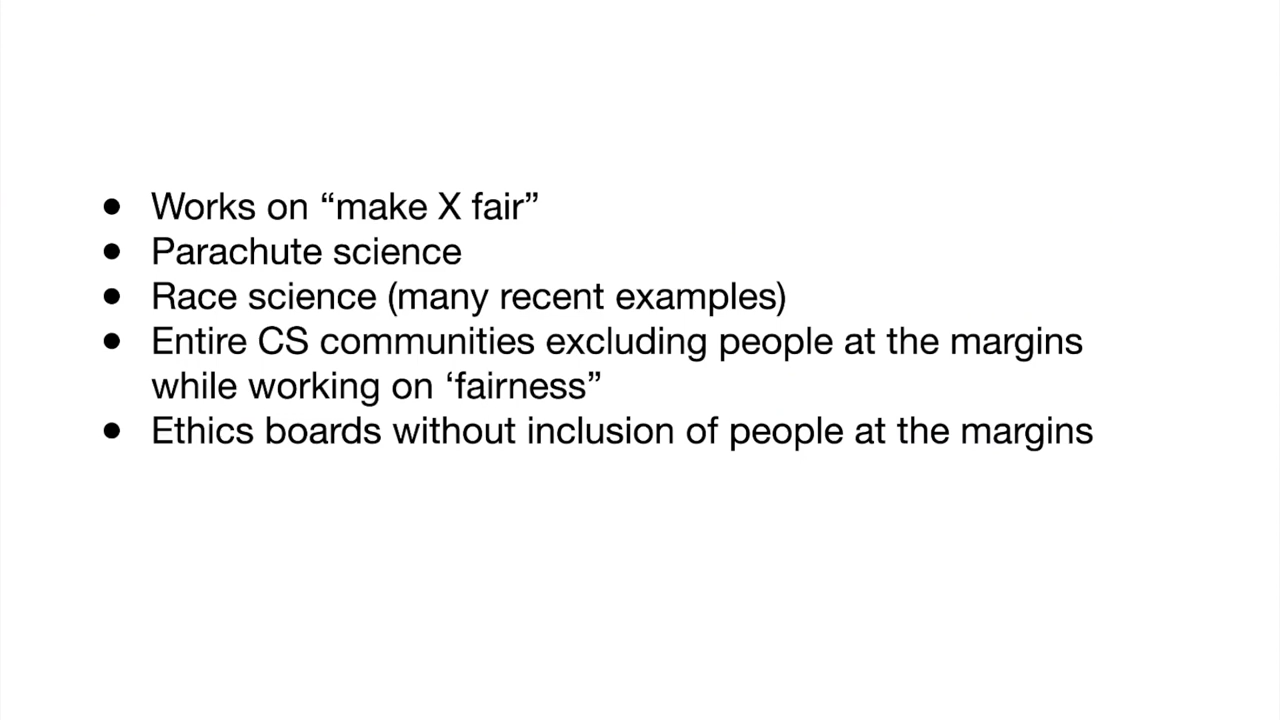 ● Works on “make X fair”
● Parachute science
● Race science (many recent examples)
● Entire CS communities excluding people at the margins
while working on ‘fairness”
● Ethics boards without inclusion of people at the margins